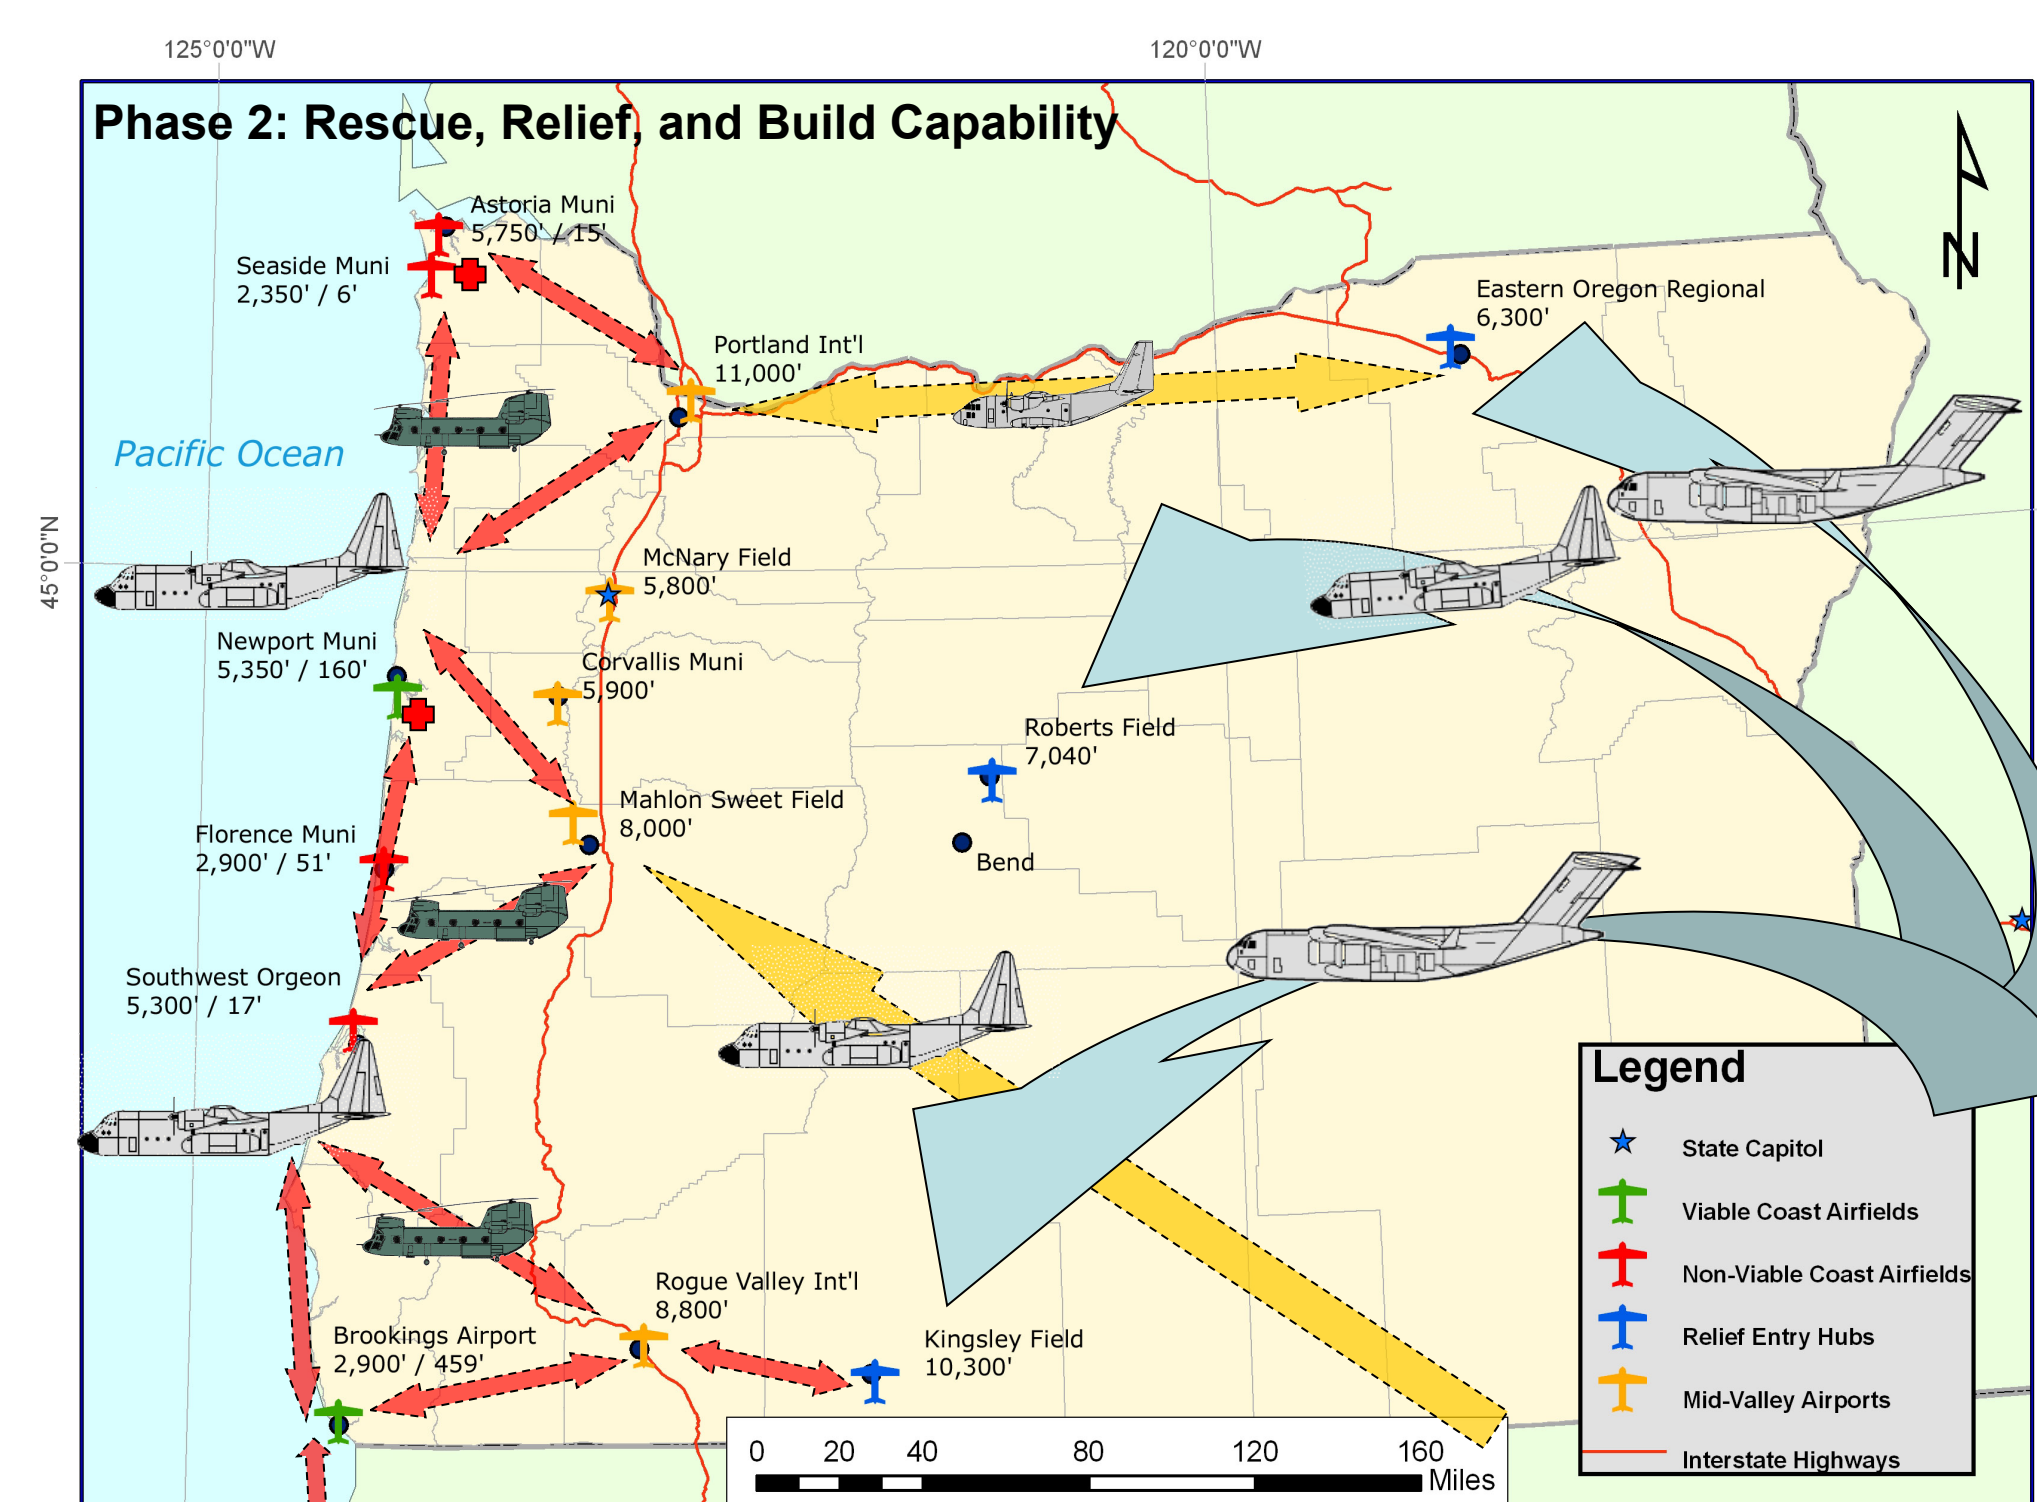 125°0'0"W
120°0'0"W
Phase 2: Rescue, Relief, and Build Capability
Astoria Muni
5,750' / 15'
Seaside Muni
2,350' / 6'
N
Eastern Oregon Regional
6,300'
Portland Int'l
11,000'
Pacific Ocean
45°0'0"N
McNary Field
5,800'
Newport Muni
5,350' / 160'
Corvallis Muni
5,900'
Roberts Field
7,040'
Mahlon Sweet Field
8,000'
Florence Muni
2,900' / 51'
Bend
Southwest Orgeon
5,300' / 17'
Rogue Valley Int'l
8,800'
Brookings Airport
2,900' / 459'
Kingsley Field
10,300'
Legend
State Capitol
Viable Coast Airfields
Non-Viable Coast Airfields
Relief Entry Hubs
Mid-Valley Airports
Interstate Highways
0 20 40 80 120 160
Miles